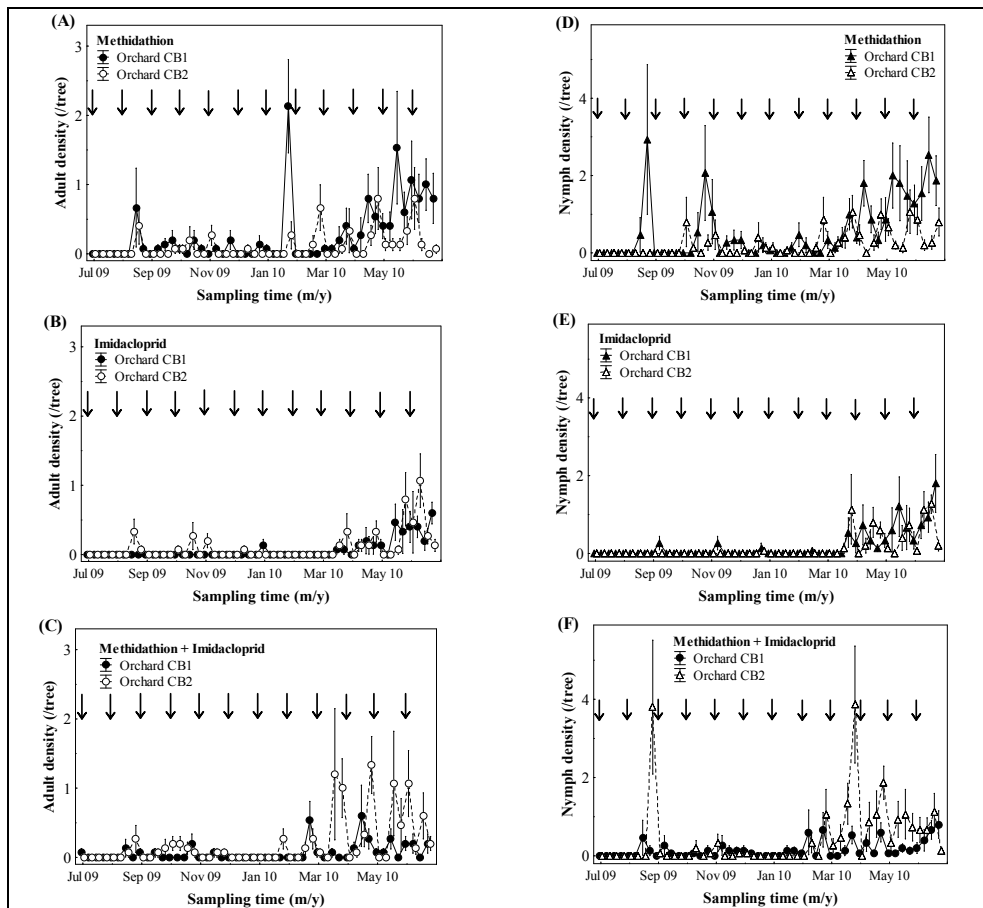 (A)
Methidathion
Orchard CB1
Orchard CB2
3
2
1
0
Adult density (/tree)
Jul 09 Sep 09 Nov 09 Jan 10 Mar 10 May 10
Sampling time (m/y)
(D)
Methidathion
Orchard CB1
Orchard CB2
4
2
0
Nymph density (/tree)
Jul 09 Sep 09 Nov 09 Jan 10 Mar 10 May 10
Sampling time (m/y)
(B)
Imidacloprid
Orchard CB1
Orchard CB2
3
2
1
0
Adult density (/tree)
Jul 09 Sep 09 Nov 09 Jan 10 Mar 10 May 10
Sampling time (m/y)
(E)
Imidacloprid
Orchard CB1
Orchard CB2
4
2
0
Nymph density (/tree)
Jul 09 Sep 09 Nov 09 Jan 10 Mar 10 May 10
Sampling time (m/y)
(C)
Methidathion + Imidacloprid
Orchard CB1
Orchard CB2
3
2
1
0
Adult density (/tree)
Jul 09 Sep 09 Nov 09 Jan 10 Mar 10 May 10
Sampling time (m/y)
(F)
Methidathion + Imidacloprid
Orchard CB1
Orchard CB2
4
2
0
Nymph density (/tree)
Jul 09 Sep 09 Nov 09 Jan 10 Mar 10 May 10
Sampling time (m/y)